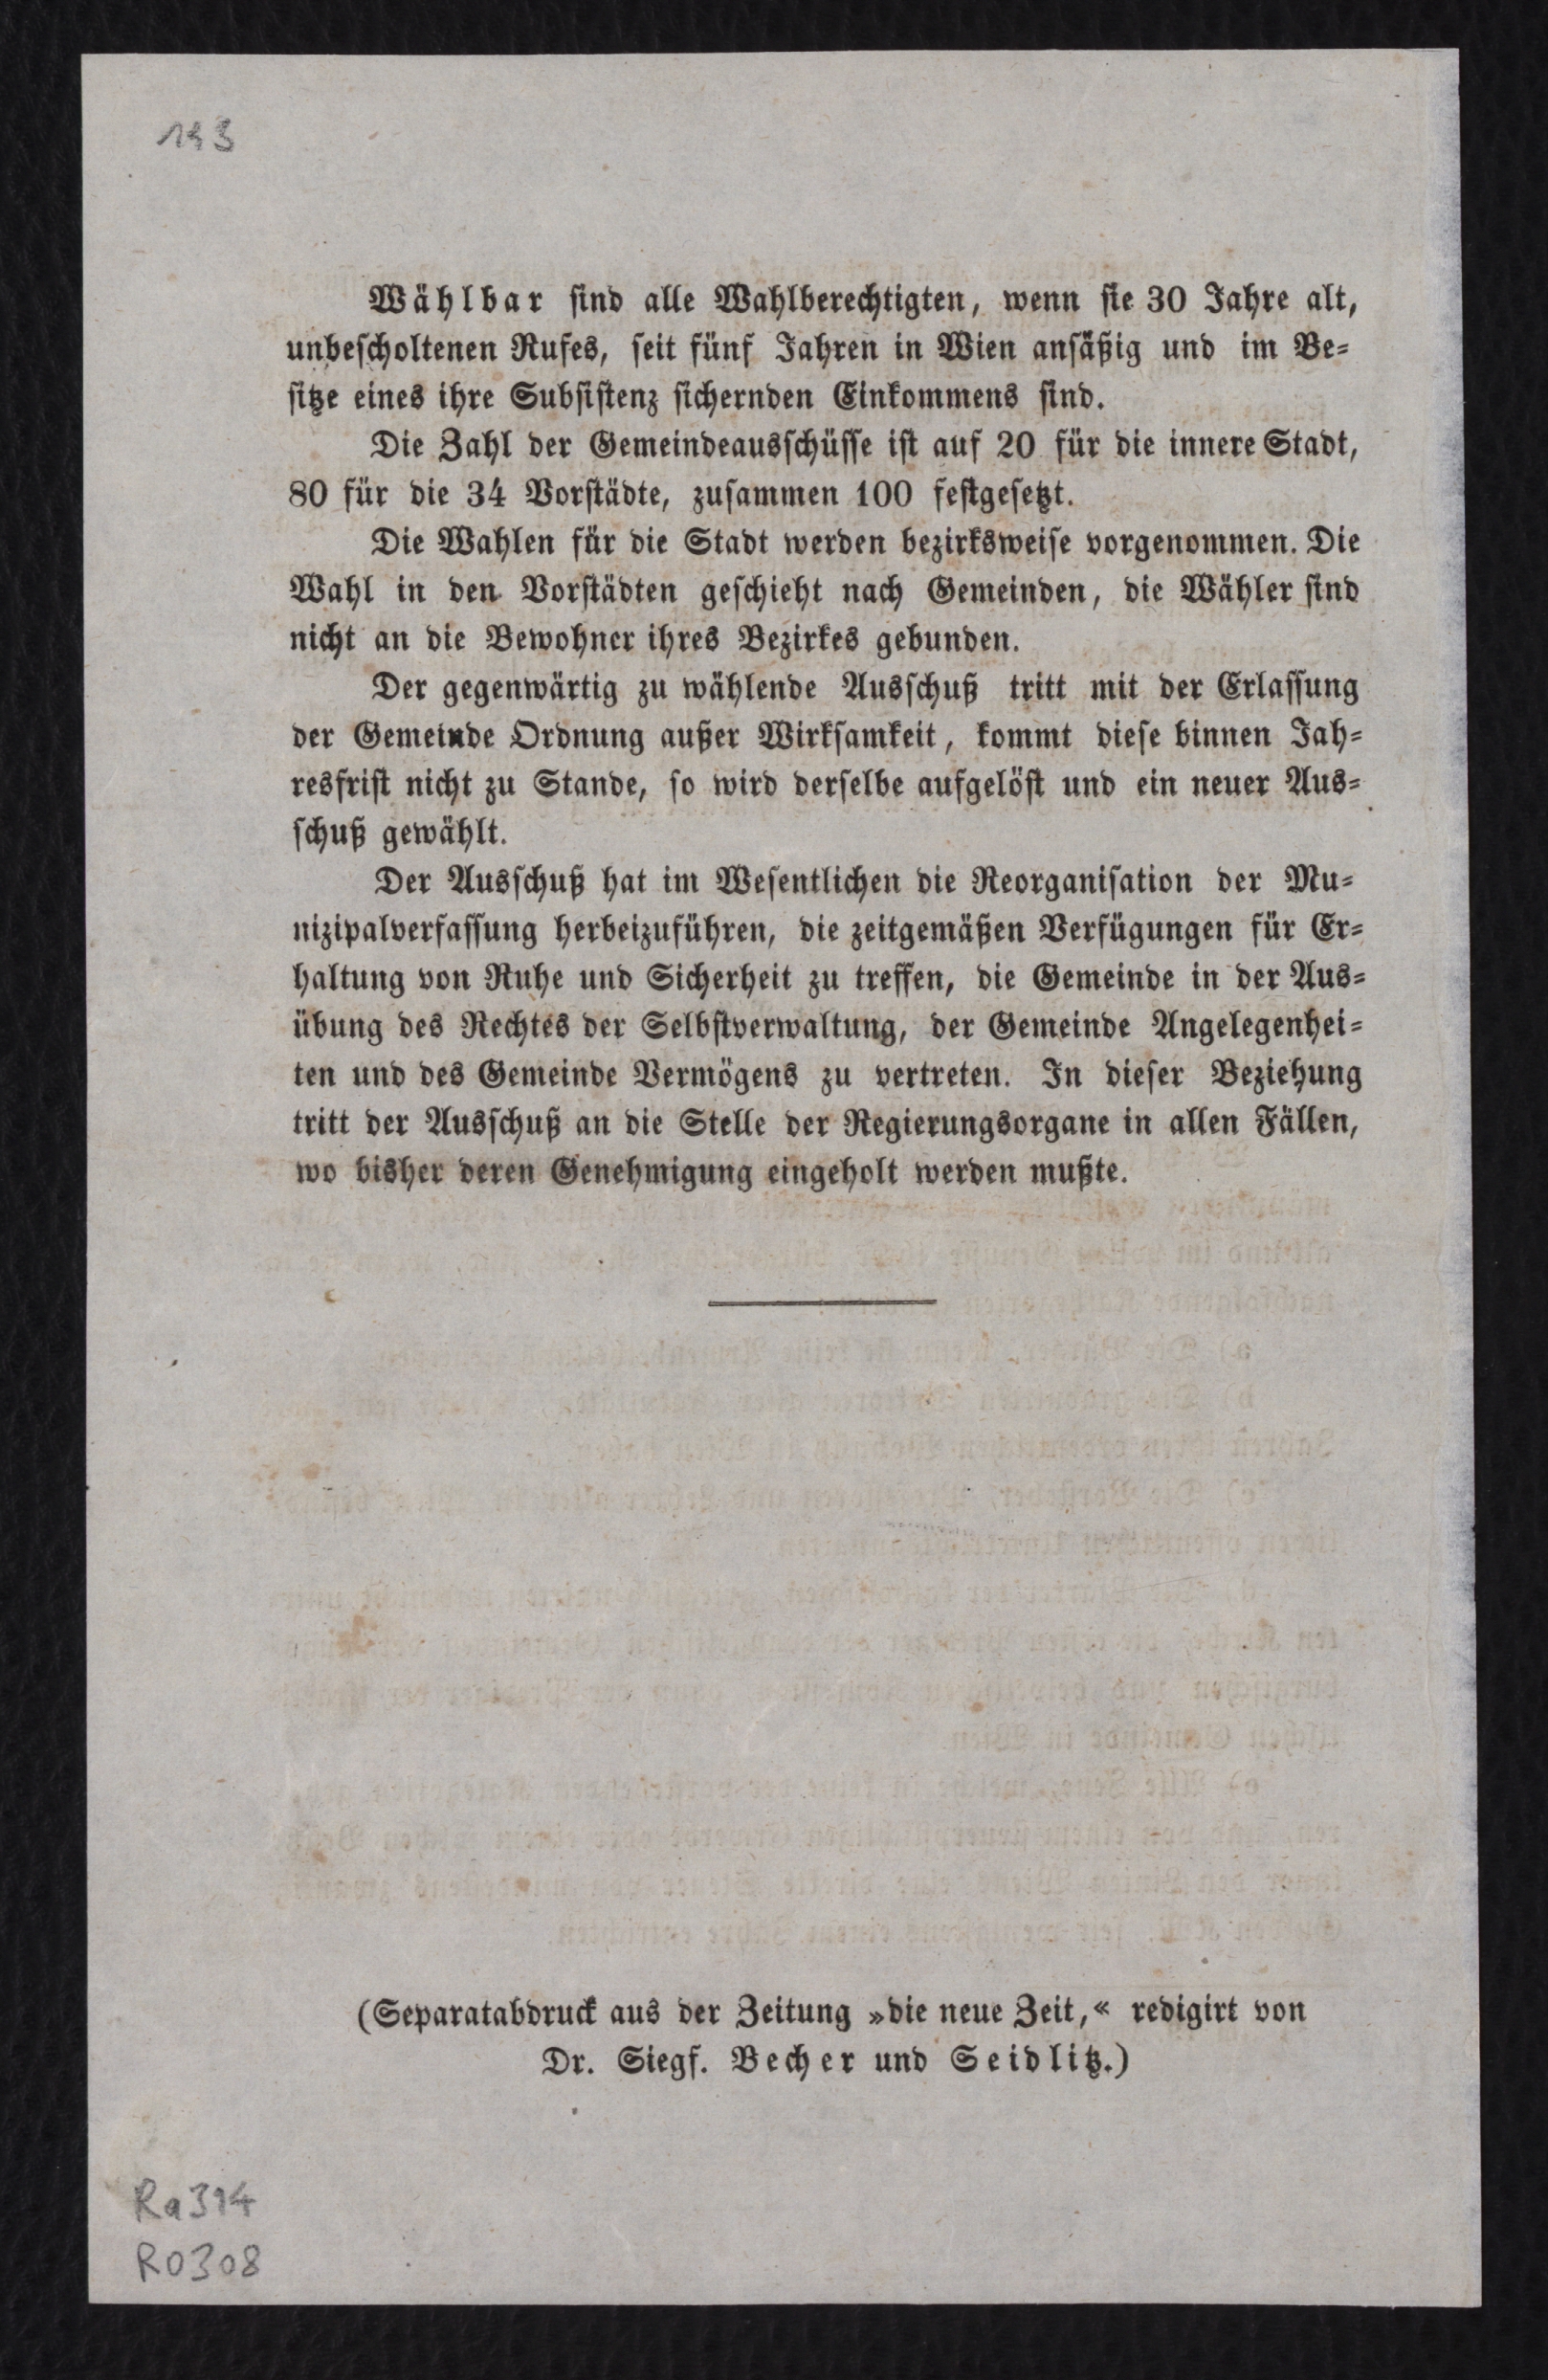 193
Wählbar sind alle Wahlberechtigten, wenn sie 30 Jahre alt,
unbescholtenen Rufes, seit fünf Jahren in Wien ansäßig und im Be-
sitze eines ihre Subsistenz sichernden Einkommens sind.
Die Zahl der Gemeindeausschüsse ist auf 20 für die innere Stadt,
80 für die 34 Vorstädte, zusammen 100 festgesetzt.
Die Wahlen für die Stadt werden bezirksweise vorgenommen. Die
Wahl in den Vorstädten geschieht nach Gemeinden, die Wähler sind
nicht an die Bewohner ihres Bezirkes gebunden.
Der gegenwärtig zu wählende Ausschuß tritt mit der Erlassung
der Gemeinde Ordnung außer Wirksamkeit, kommt diese binnen Jah-
resfrist nicht zu Stande, so wird derselbe aufgelöst und ein neuer Aus-
schuß gewählt.
Der Ausschuß hat im Wesentlichen die Reorganisation der Mu-
nizipalverfassung herbeizuführen, die zeitgemäßen Verfügungen für Er-
haltung von Ruhe und Sicherheit zu treffen, die Gemeinde in der Aus-
übung des Rechtes der Selbstverwaltung, der Gemeinde Angelegenhei-
ten und des Gemeinde Vermögens zu vertreten. In dieser Beziehung
tritt der Ausschuß an die Stelle der Regierungsorgane in allen Fällen,
wo bisher deren Genehmigung eingeholt werden mußte.
(Separatabdruck aus der Zeitung »die neue Zeit,« redigirt von
Dr. Siegf. Becher und Seidlitz.)
Ra314
R0308